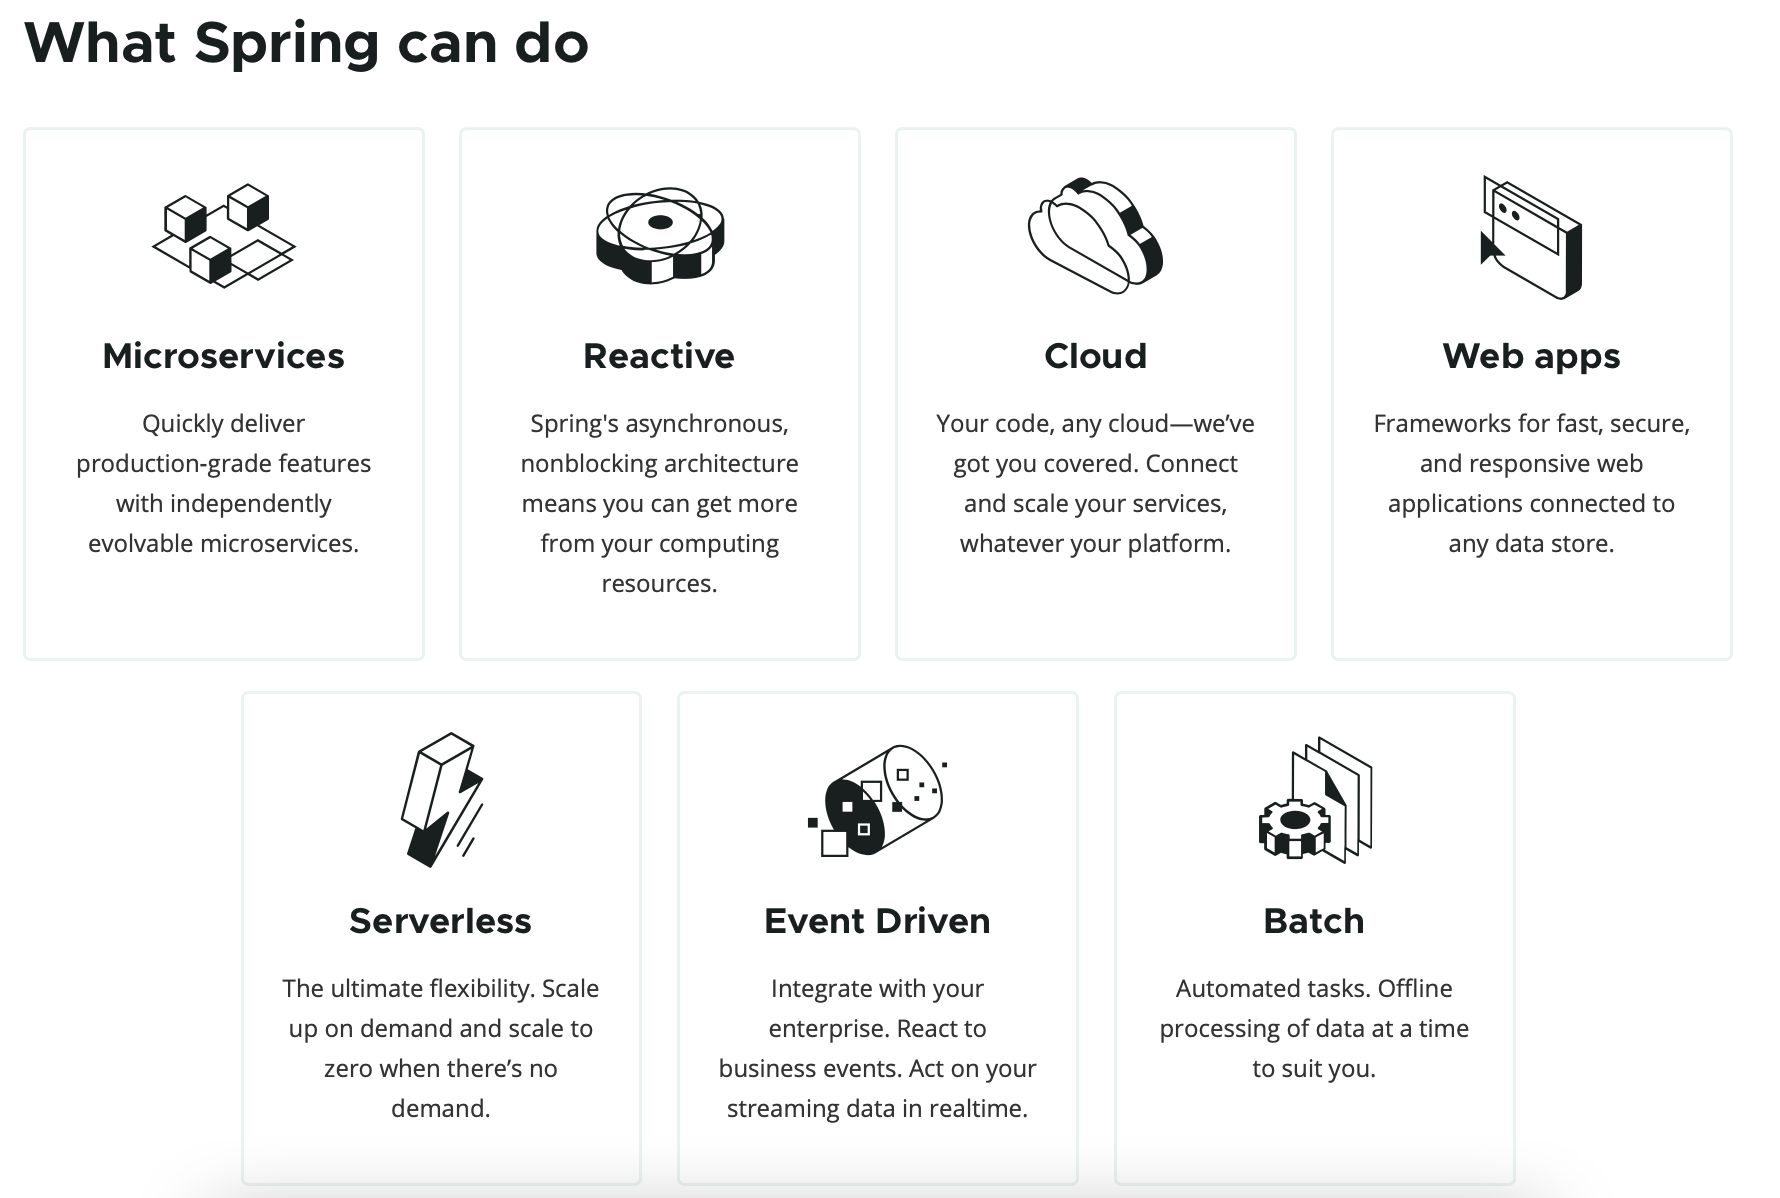 What Spring can do
Microservices
Quickly deliver
production-grade features
with independently
evolvable microservices.
Reactive
Spring's asynchronous,
nonblocking architecture
means you can get more
from your computing
resources.
Cloud
Your code, any cloud—we’ve
got you covered. Connect
and scale your services,
whatever your platform.
Web apps
Frameworks for fast, secure,
and responsive web
applications connected to
any data store.
Serverless
The ultimate flexibility. Scale
up on demand and scale to
zero when there’s no
demand.
Event Driven
Integrate with your
enterprise. React to
business events. Act on your
streaming data in realtime.
Batch
Automated tasks. Offline
processing of data at a time
to suit you.